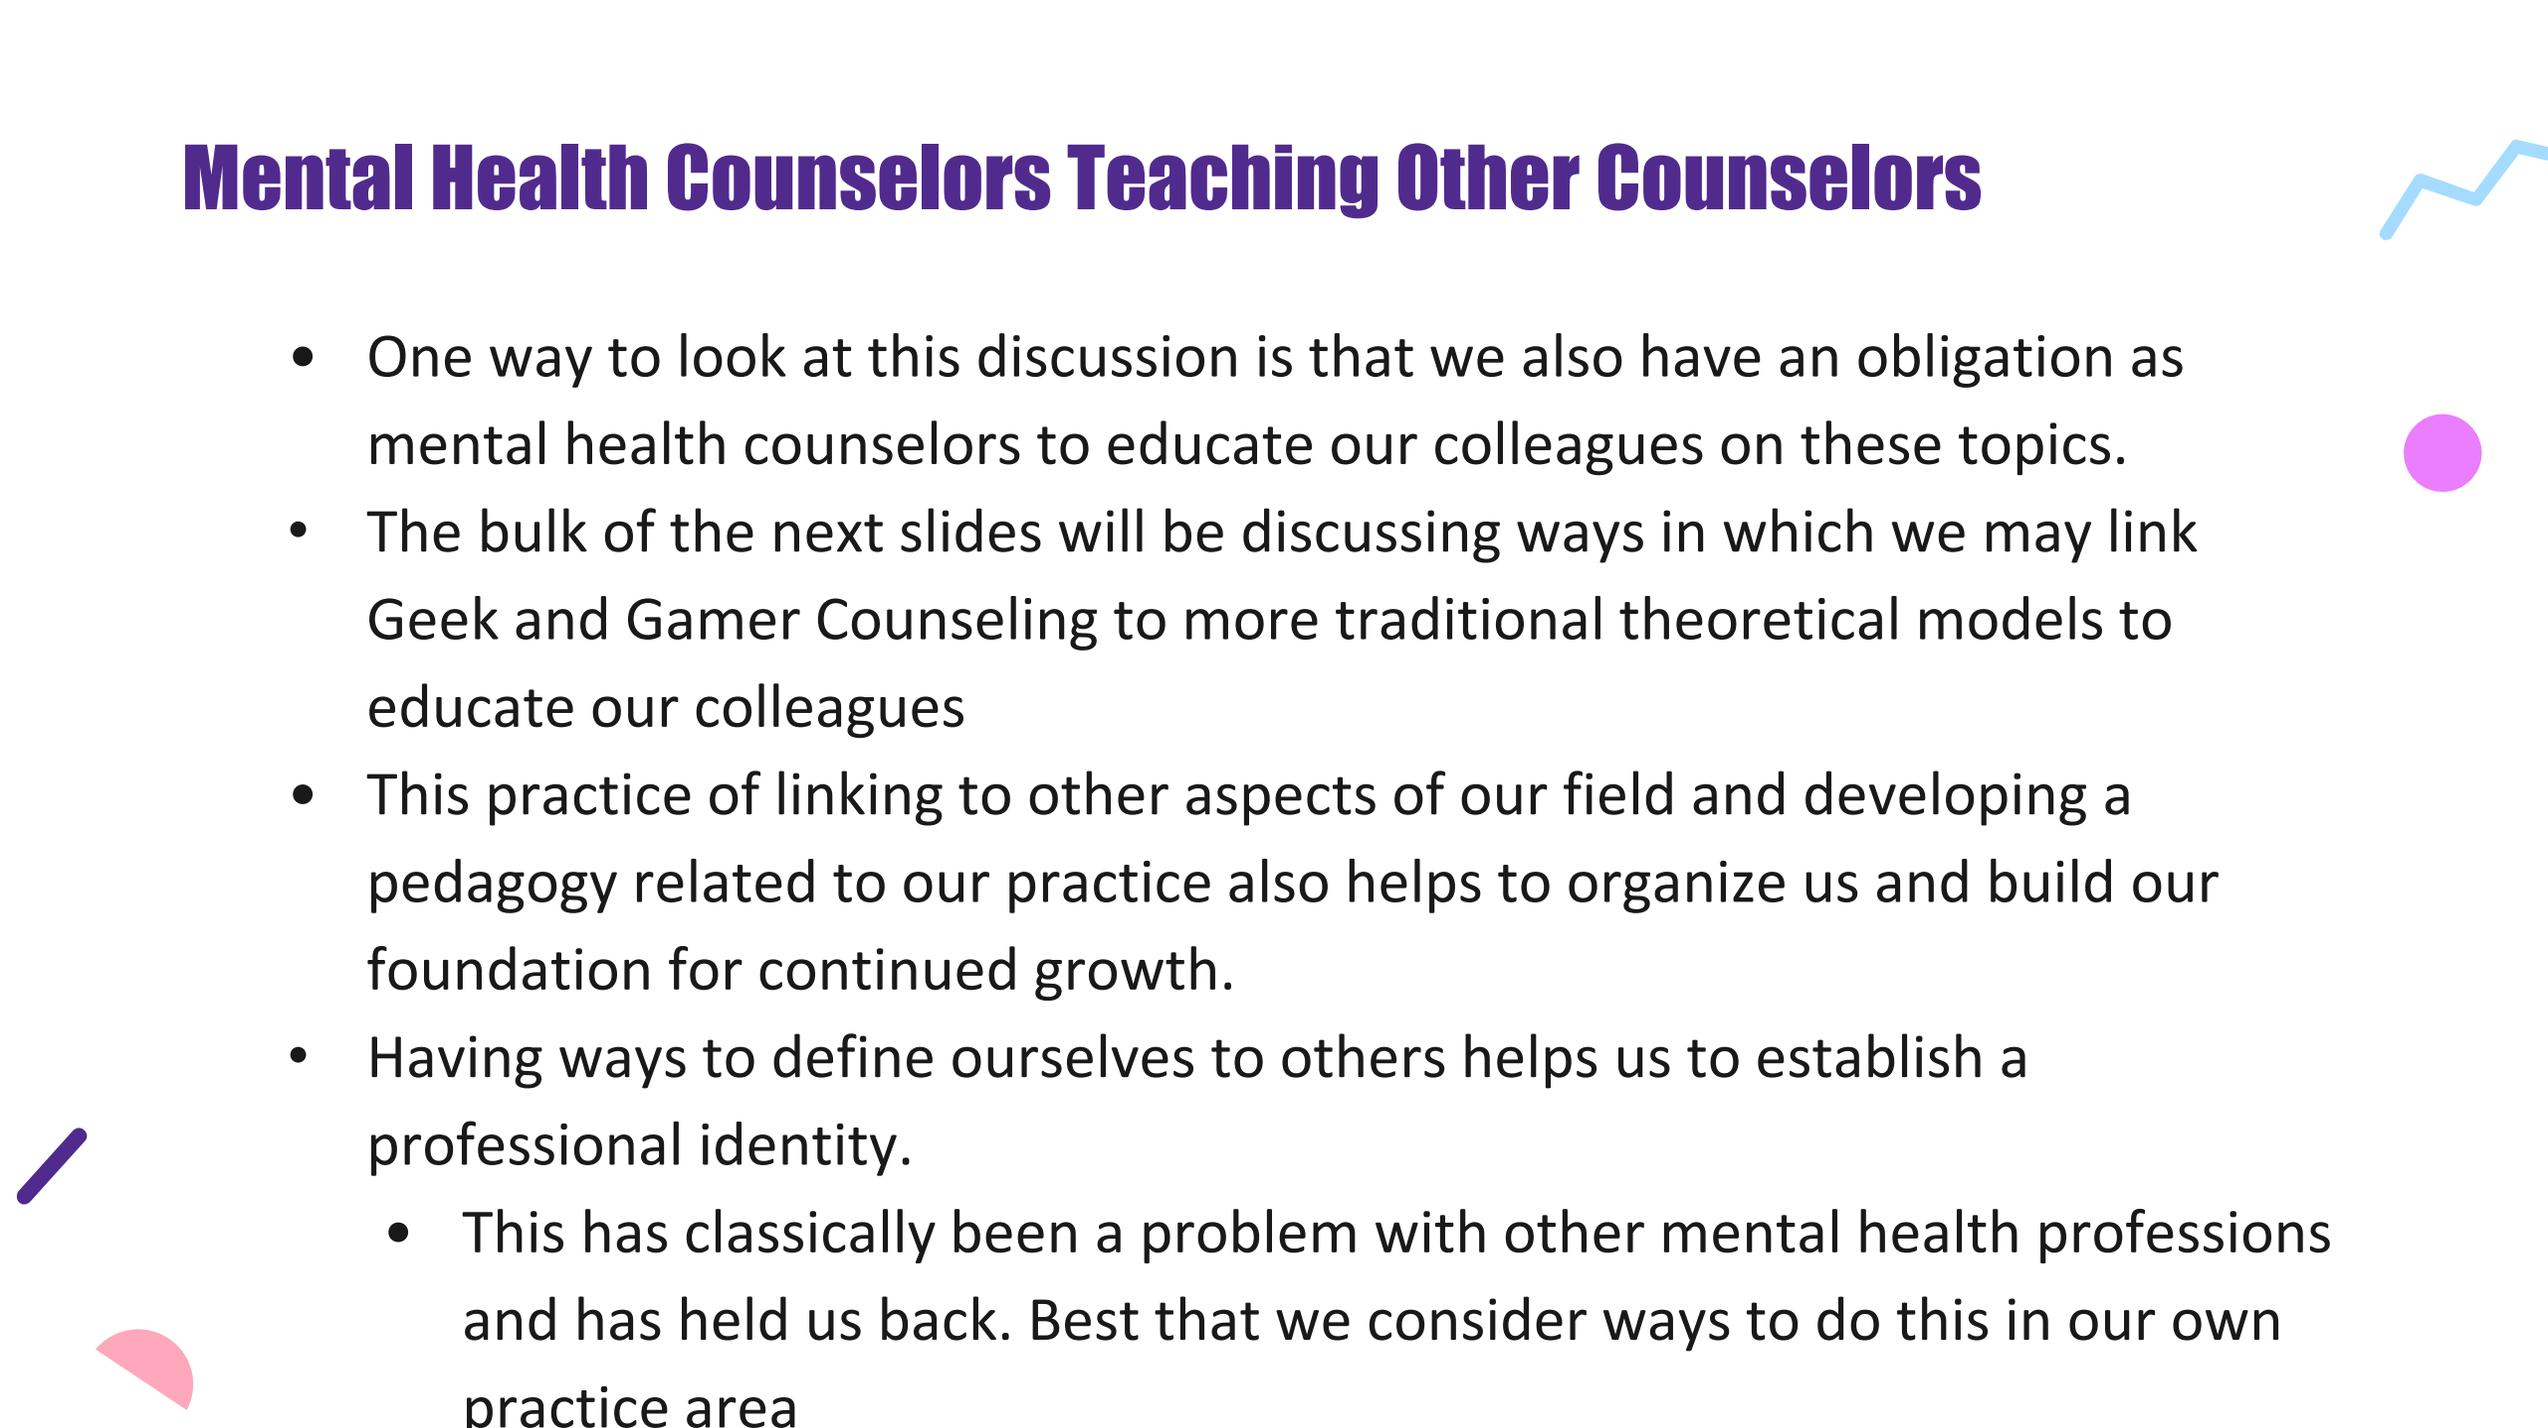 Mental Health Counselors Teaching Other Counselors
• One way to look at this discussion is that we also have an obligation as
mental health counselors to educate our colleagues on these topics.
• The bulk of the next slides will be discussing ways in which we may link
Geek and Gamer Counseling to more traditional theoretical models to
educate our colleagues
• This practice of linking to other aspects of our field and developing a
pedagogy related to our practice also helps to organize us and build our
foundation for continued growth.
• Having ways to define ourselves to others helps us to establish a
professional identity.
• This has classically been a problem with other mental health professions
and has held us back. Best that we consider ways to do this in our own
practice area